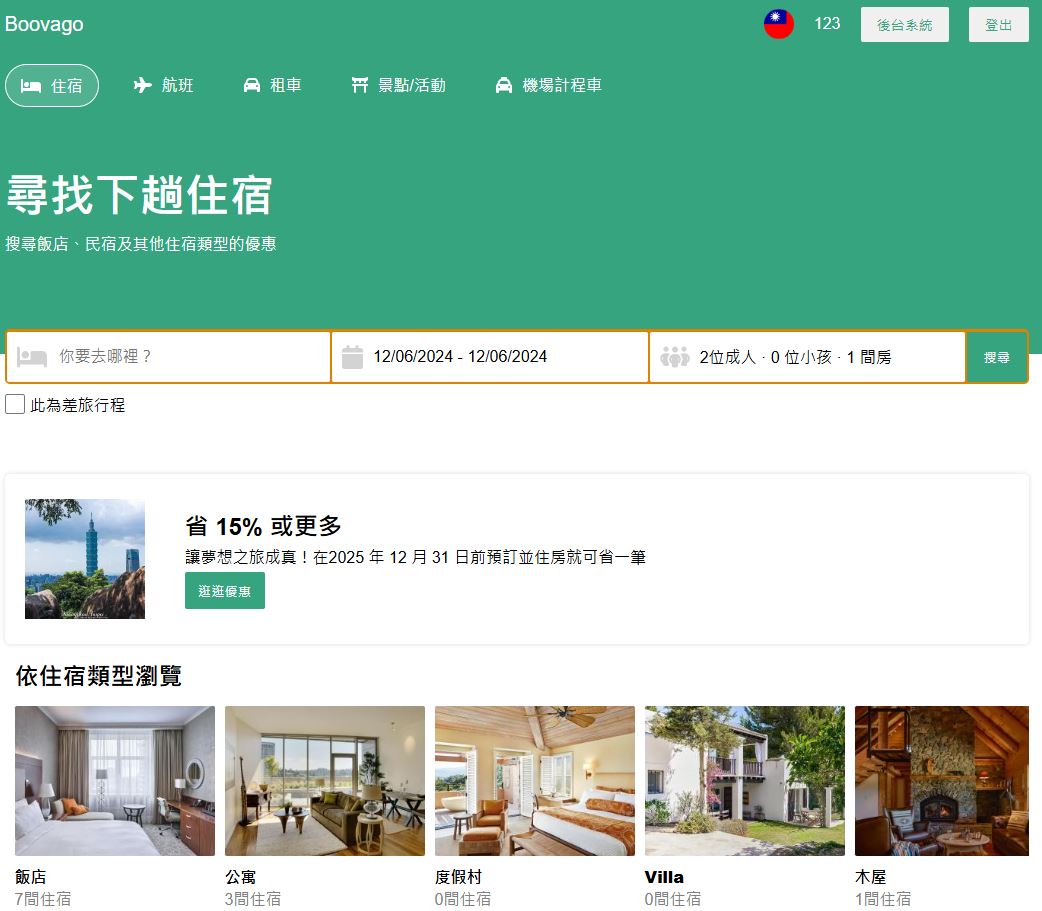 Boovago
123
後台系統
登出
住宿
航班
租車
景點/活動
機場計程車
尋找下趟住宿
搜尋飯店、民宿及其他住宿類型的優惠
你要去哪裡？
12/06/2024 - 12/06/2024
2位成人 · 0 位小孩 · 1 間房
搜尋
此為差旅行程
省 15% 或更多
讓夢想之旅成真！在2025 年 12 月 31 日前預訂並住房就可省一筆
逛逛優惠
依住宿類型瀏覽
飯店
7間住宿
公寓
3間住宿
度假村
0間住宿
Villa
0間住宿
木屋
1間住宿